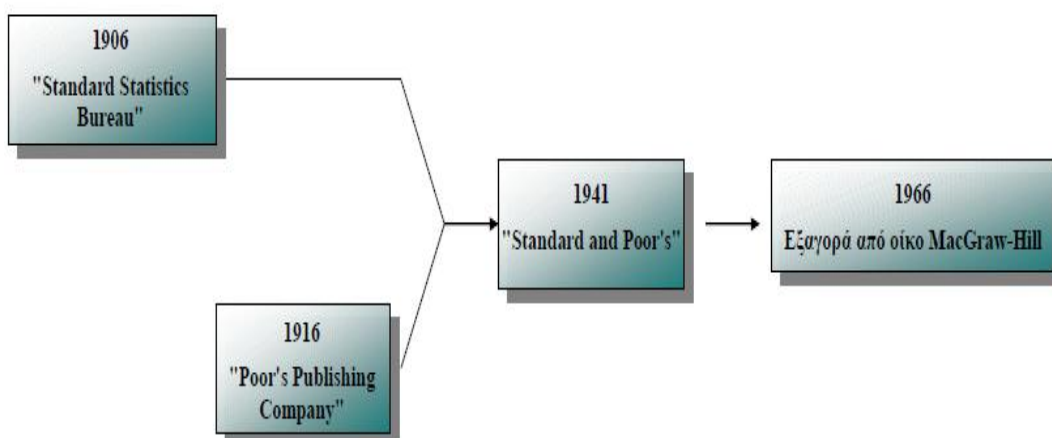 1906
"Standard Statistics
Bureau"
1941
"Standard and Poor's"
1966
Εξαγορά από οίκο MacGraw-Hill
1916
"Poor's Publishing
Company"